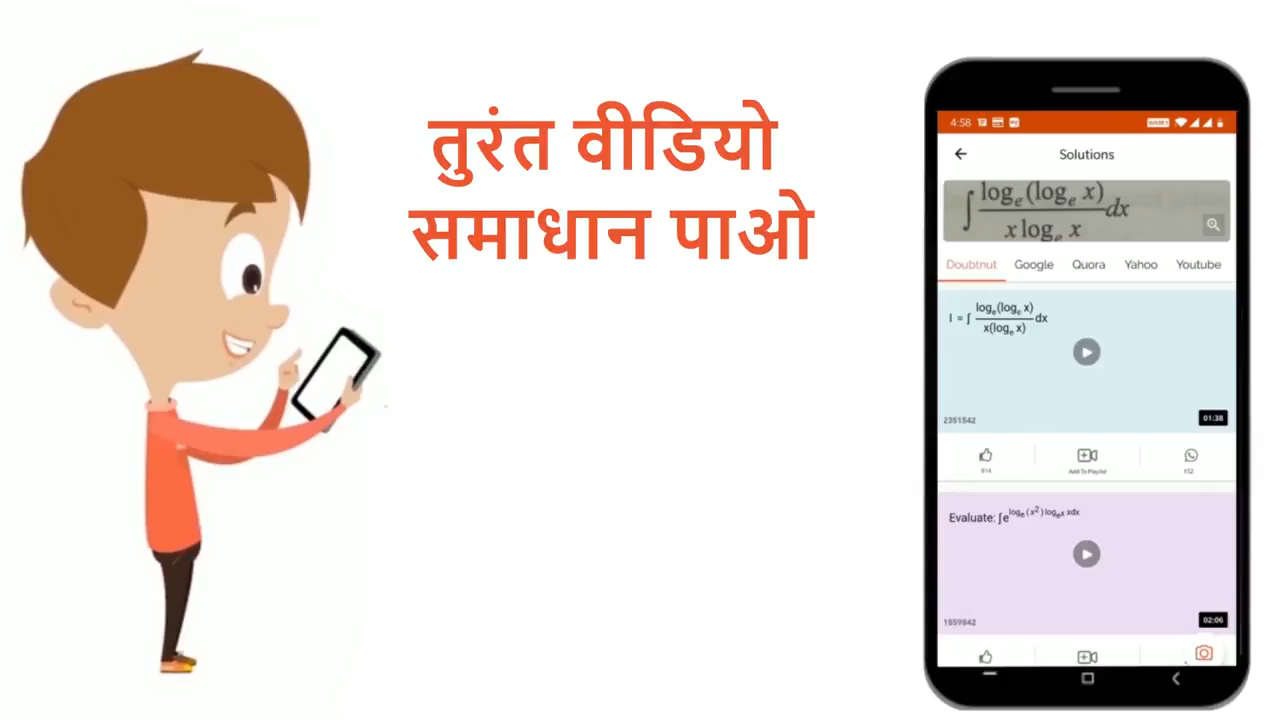 तुरंत वीडियो
समाधान पाओ
4:58
Solutions
∫ log_e (log_e x) / x log_e x dx
Doubtnut Google Quora Yahoo Youtube
I = ∫ log_e(log_e x) / x(log_e x) dx
2351542 01:38
914 Add To Playlist 152
Evaluate: ∫e^log_e (x^2) log_e x xdx
1859842 02:06